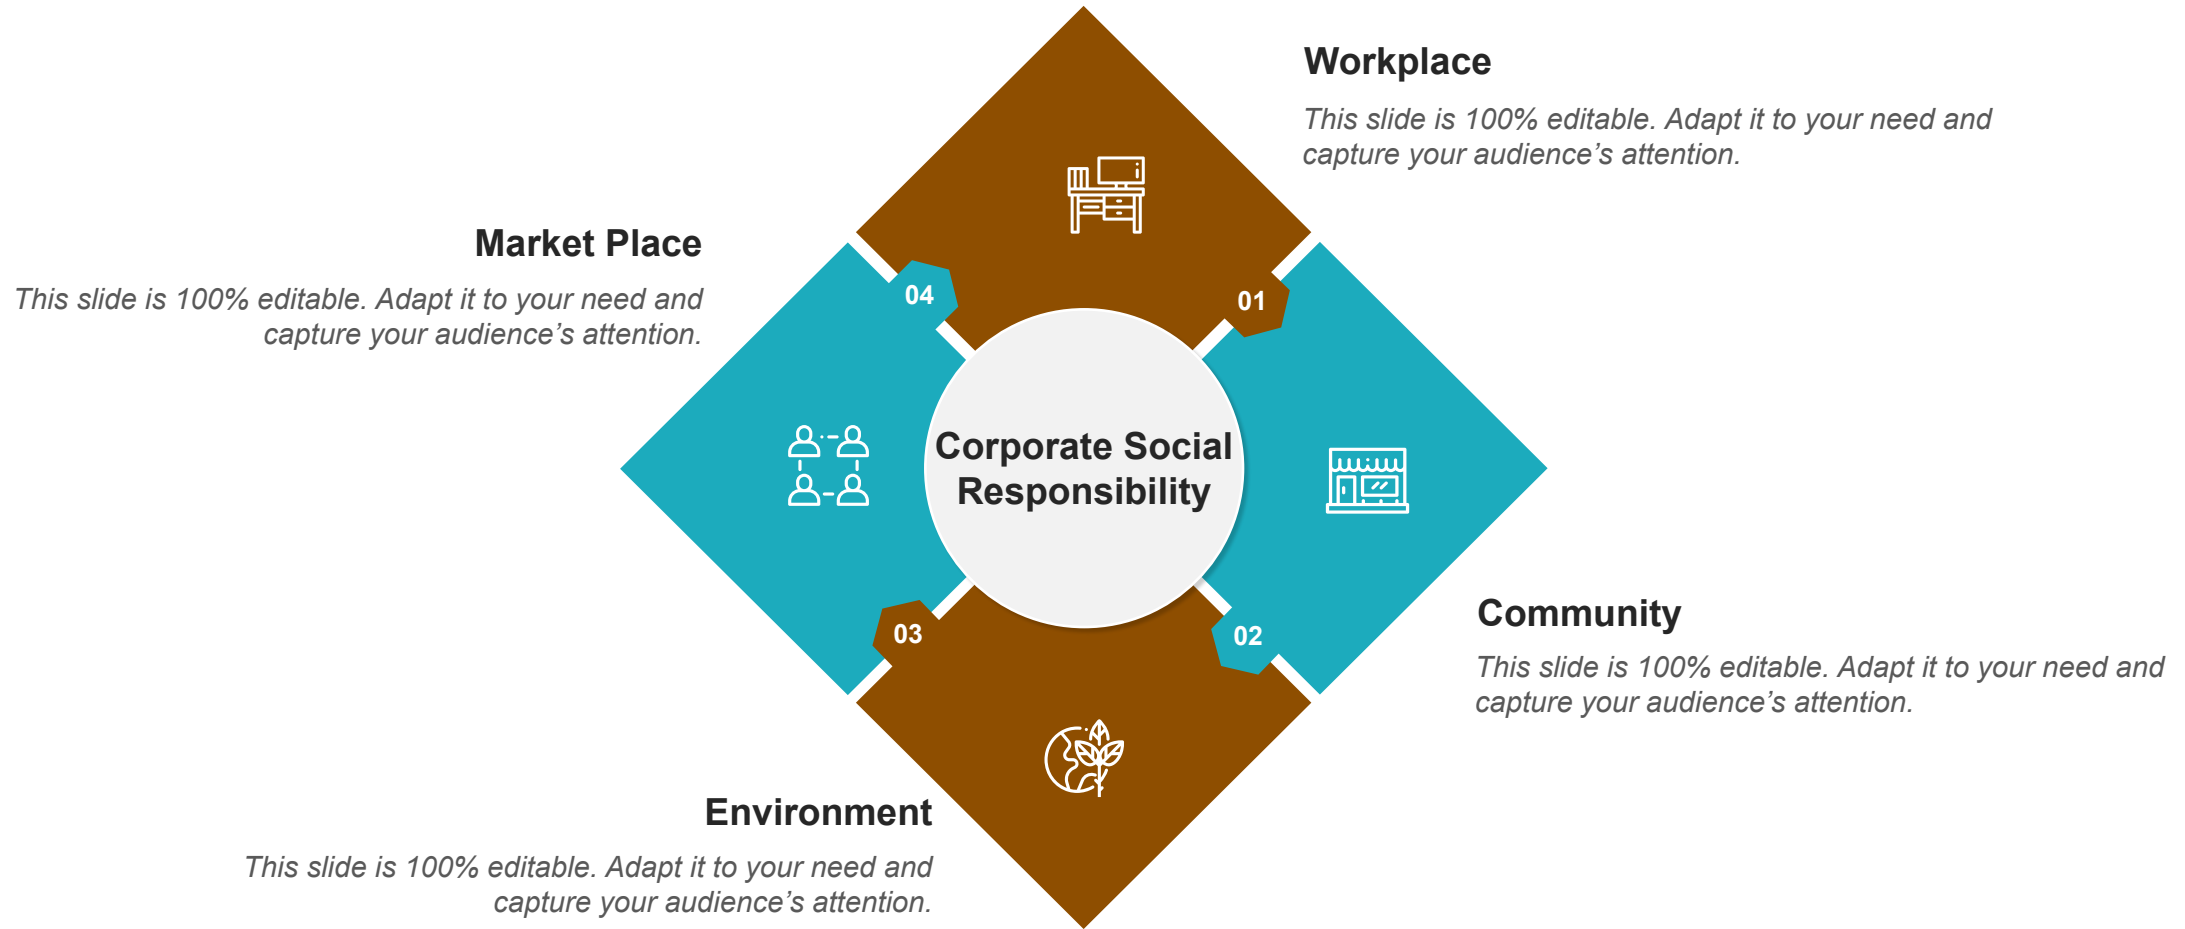 Workplace
This slide is 100% editable. Adapt it to your need and
capture your audience’s attention.
Market Place
This slide is 100% editable. Adapt it to your need and
capture your audience’s attention.
04
01
Corporate Social
Responsibility
03
02
Community
This slide is 100% editable. Adapt it to your need and
capture your audience’s attention.
Environment
This slide is 100% editable. Adapt it to your need and
capture your audience’s attention.